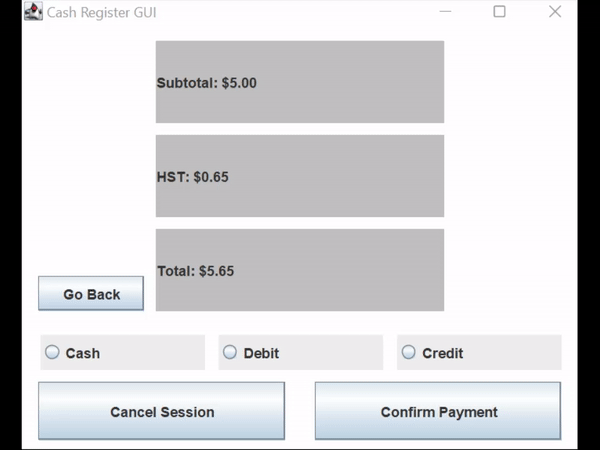 Cash Register GUI
Subtotal: $5.00
HST: $0.65
Total: $5.65
Go Back
Cash Debit Credit
Cancel Session Confirm Payment